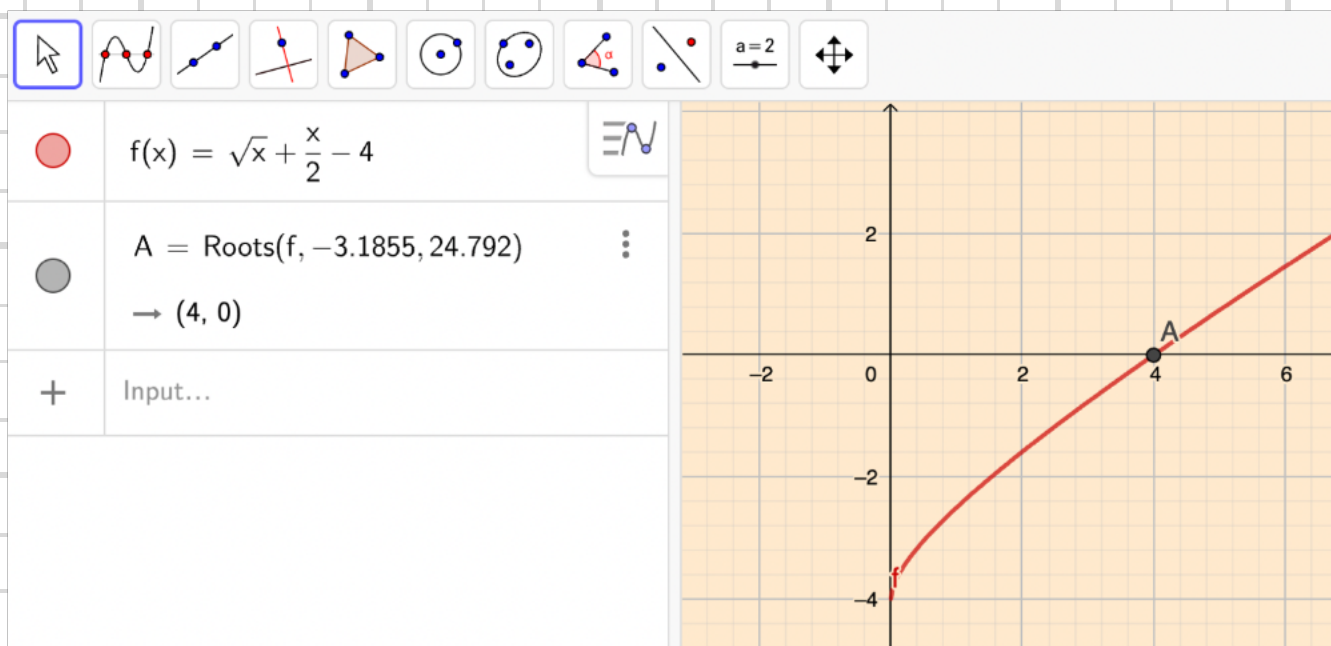 α
a=2
f(x) = √x + x/2 − 4
A = Roots(f, −3.1855, 24.792)
→ (4, 0)
+ Input...
2
A
−2 0 2 4 6
−2
f
−4